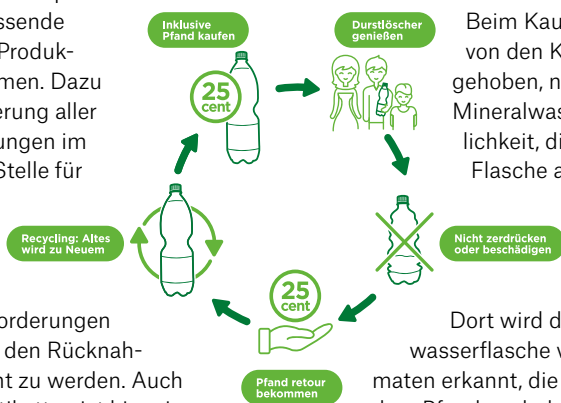 ssende
Produk-
men. Dazu
erung aller
ungen im
Stelle für
orderungen
den Rücknah-
nt zu werden. Auch
Inklusive
Pfand kaufen
25
cent
Durstlöscher
genießen
Nicht zerdrücken
oder beschädigen
25
cent
Pfand retour
bekommen
Recycling: Altes
wird zu Neuem
Beim Kau
von den K
gehoben, n
Mineralwas
lichkeit, di
Flasche a
Dort wird d
wasserflasche v
maten erkannt, die